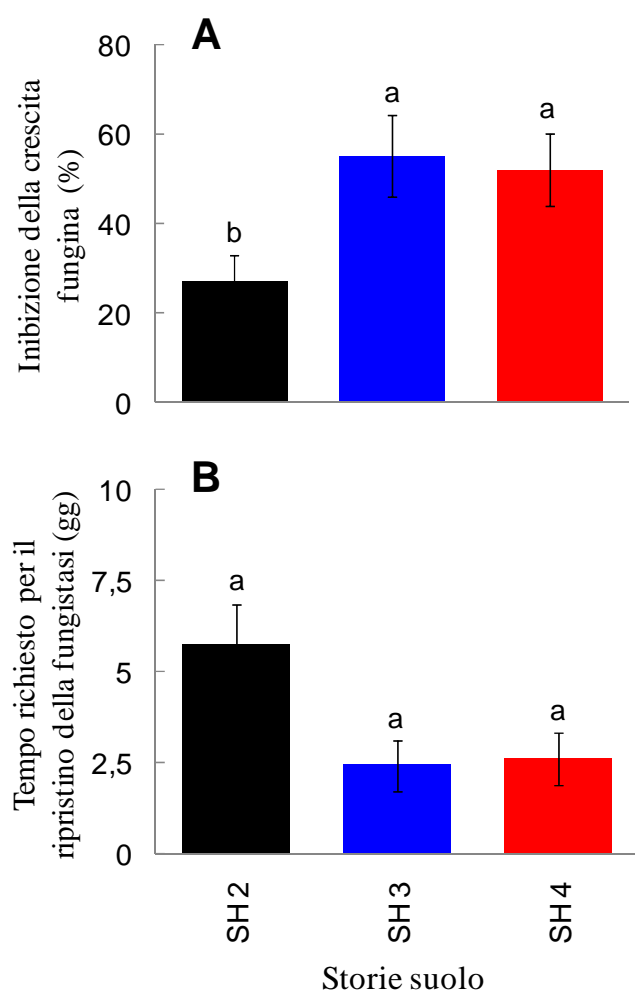 A
Inibizione della crescita
fungina (%)
80
60
40
20
0
b
a
a
B
Tempo richiesto per il
ripristino della fungistasi (gg)
10
7,5
5
2,5
0
a
a
a
SH2
SH3
SH4
Storie suolo